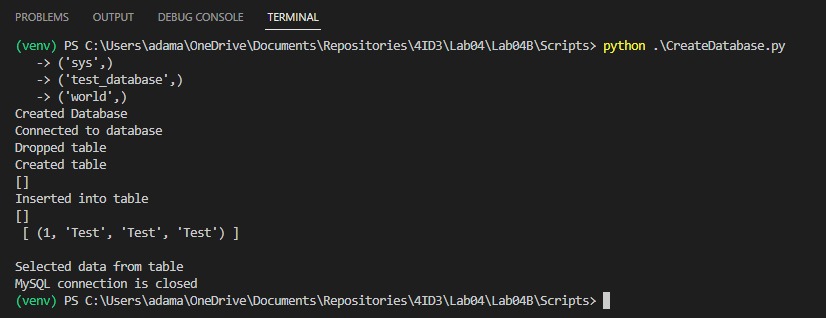 PROBLEMS OUTPUT DEBUG CONSOLE TERMINAL
(venv) PS C:\Users\adama\OneDrive\Documents\Repositories\4ID3\Lab04\Lab04B\Scripts> python .\CreateDatabase.py
-> ('sys',)
-> ('test_database',)
-> ('world',)
Created Database
Connected to database
Dropped table
Created table
[]
Inserted into table
[]
[ (1, 'Test', 'Test', 'Test') ]
Selected data from table
MySQL connection is closed
(venv) PS C:\Users\adama\OneDrive\Documents\Repositories\4ID3\Lab04\Lab04B\Scripts>